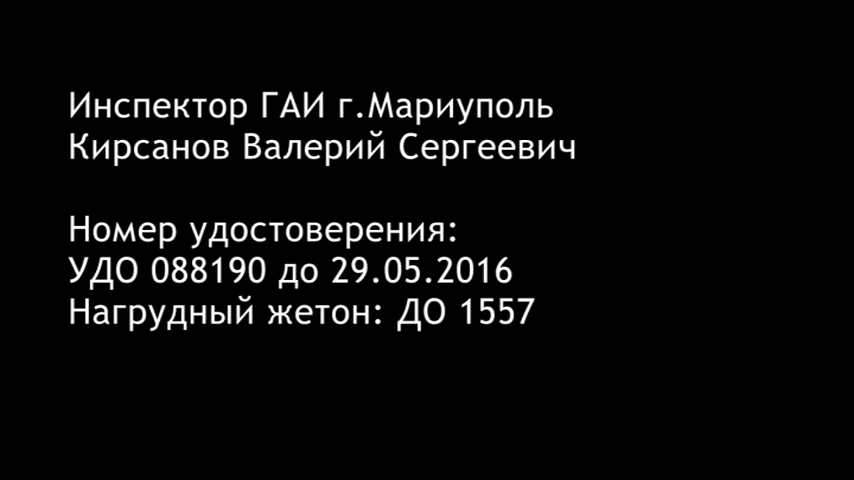 Инспектор ГАИ г.Мариуполь
Кирсанов Валерий Сергеевич
Номер удостоверения:
УДО 088190 до 29.05.2016
Нагрудный жетон: ДО 1557